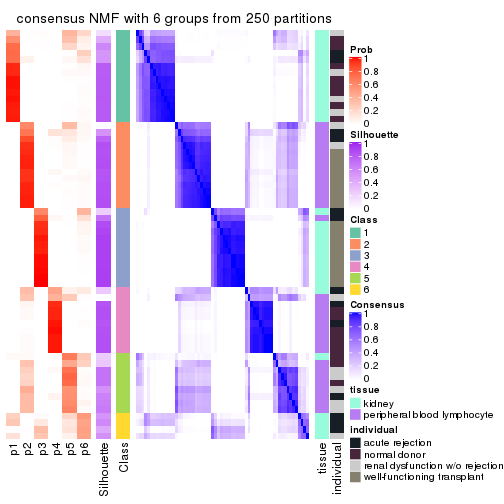 consensus NMF with 6 groups from 250 partitions
Prob
1
0.8
0.6
0.4
0.2
0
Silhouette
1
0.8
0.6
0.4
0.2
0
Class
1
2
3
4
5
6
Consensus
1
0.8
0.6
0.4
0.2
0
tissue
kidney
peripheral blood lymphocyte
individual
acute rejection
normal donor
renal dysfunction w/o rejection
well-functioning transplant
p1
p2
p3
p4
p5
p6
Silhouette
Class
tissue
individual